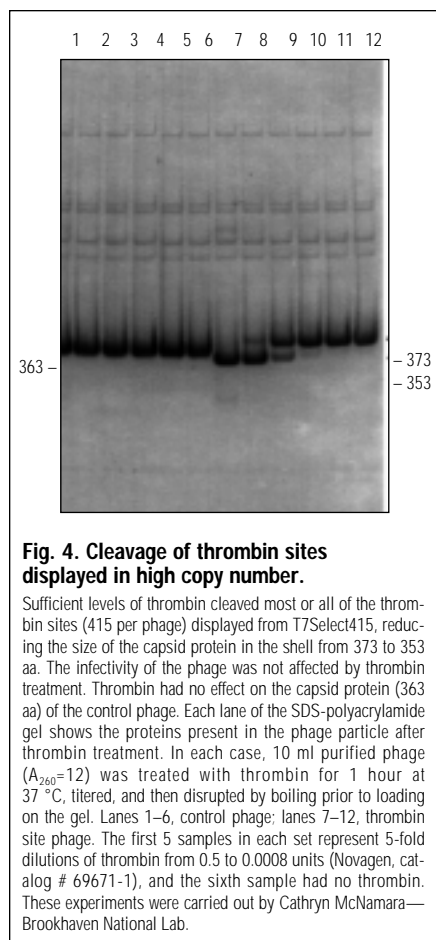 1 2 3 4 5 6 7 8 9 10 11 12
363 –
– 373
– 353
Fig. 4. Cleavage of thrombin sites
displayed in high copy number.
Sufficient levels of thrombin cleaved most or all of the throm-
bin sites (415 per phage) displayed from T7Select415, reduc-
ing the size of the capsid protein in the shell from 373 to 353
aa. The infectivity of the phage was not affected by thrombin
treatment. Thrombin had no effect on the capsid protein (363
aa) of the control phage. Each lane of the SDS-polyacrylamide
gel shows the proteins present in the phage particle after
thrombin treatment. In each case, 10 ml purified phage
(A260=12) was treated with thrombin for 1 hour at
37 °C, titered, and then disrupted by boiling prior to loading
on the gel. Lanes 1–6, control phage; lanes 7–12, thrombin
site phage. The first 5 samples in each set represent 5-fold
dilutions of thrombin from 0.5 to 0.0008 units (Novagen, cat-
alog # 69671-1), and the sixth sample had no thrombin.
These experiments were carried out by Cathryn McNamara—
Brookhaven National Lab.